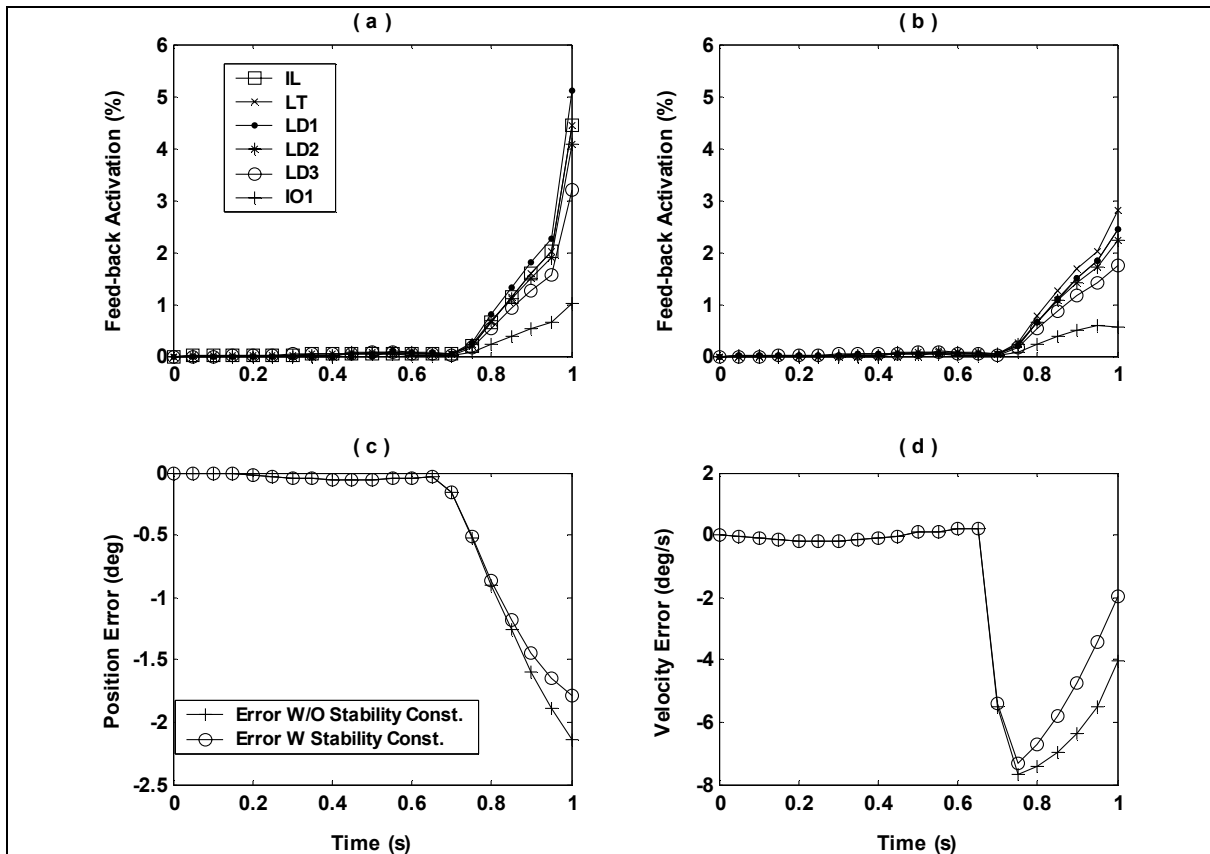 ( a )
Feed-back Activation (%)
6
5
4
3
2
1
0
IL
LT
LD1
LD2
LD3
IO1
0 0.2 0.4 0.6 0.8 1
( b )
Feed-back Activation (%)
6
5
4
3
2
1
0
0 0.2 0.4 0.6 0.8 1
( c )
Position Error (deg)
0
-0.5
-1
-1.5
-2
-2.5
Error W/O Stability Const.
Error W Stability Const.
0 0.2 0.4 0.6 0.8 1
Time (s)
( d )
Velocity Error (deg/s)
2
0
-2
-4
-6
-8
0 0.2 0.4 0.6 0.8 1
Time (s)